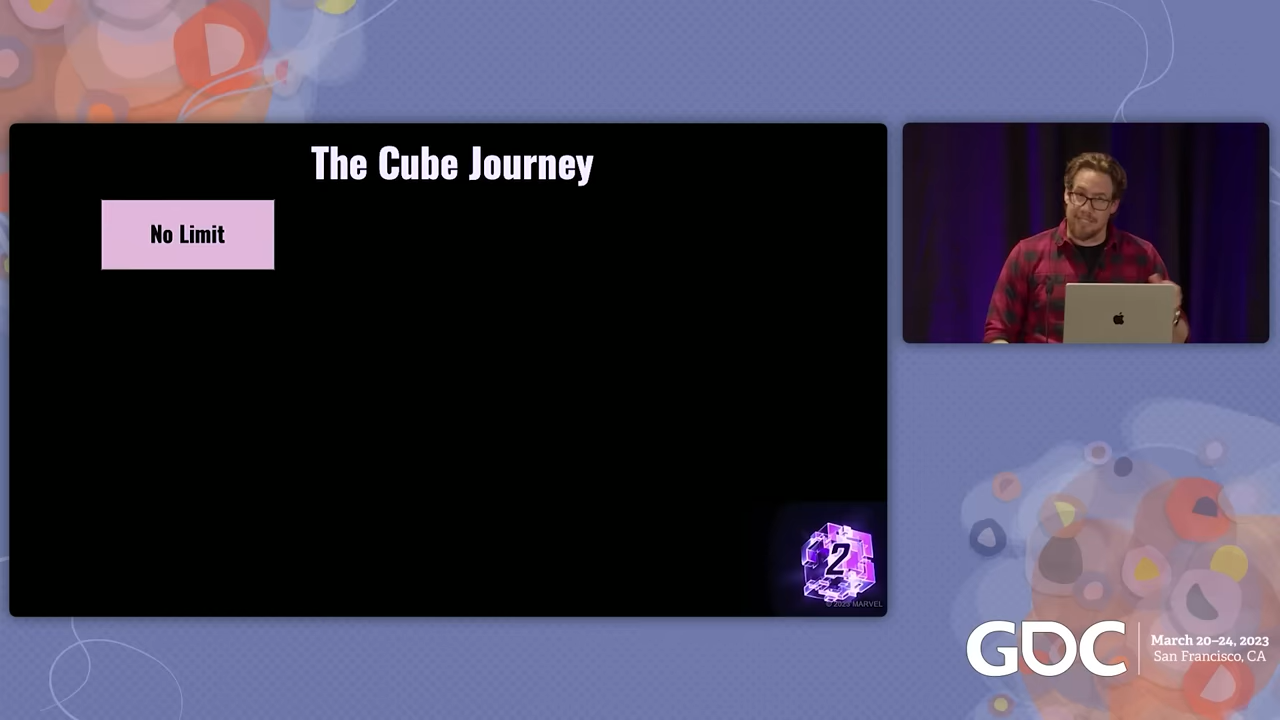 The Cube Journey
No Limit
2
© 2023 MARVEL
GDC
March 20–24, 2023
San Francisco, CA